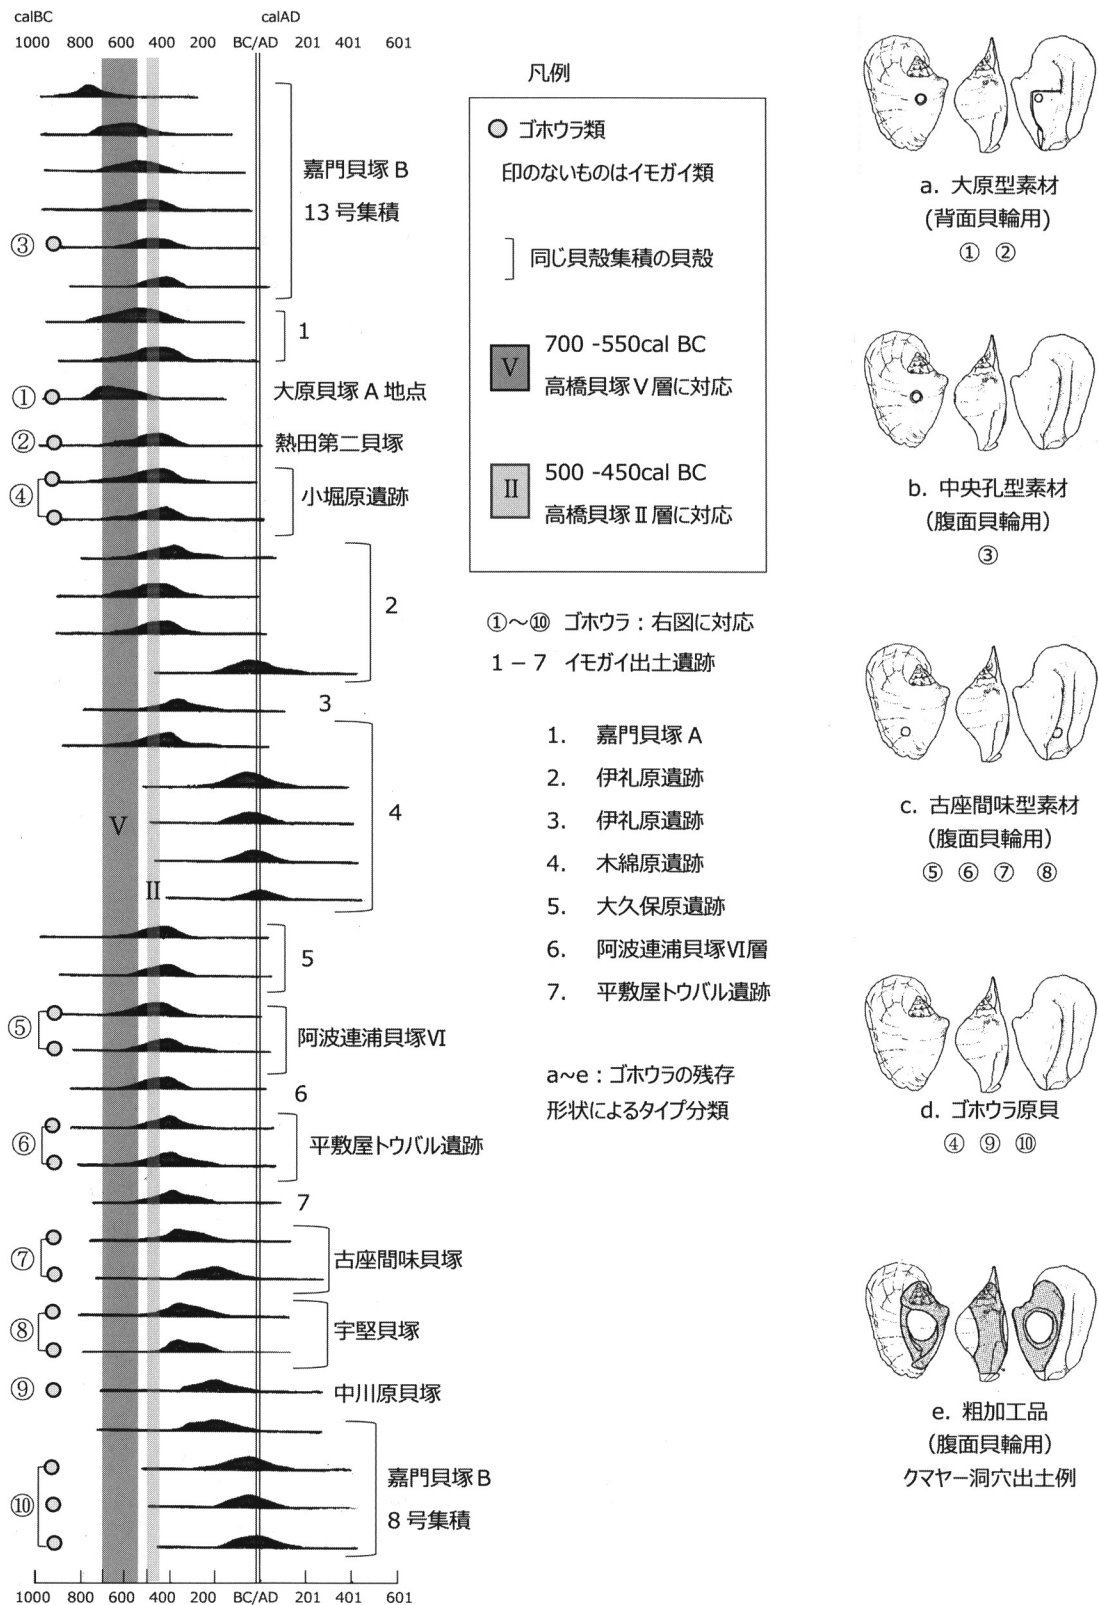 calBC calAD
1000 800 600 400 200 BC/AD 201 401 601
嘉門貝塚 B
13 号集積
③
1
① 大原貝塚 A 地点
② 熱田第二貝塚
④ 小堀原遺跡
2
3
4
V
II
5
⑤ 阿波連浦貝塚Ⅵ
6
⑥ 平敷屋トウバル遺跡
7
⑦ 古座間味貝塚
⑧ 宇堅貝塚
⑨ 中川原貝塚
⑩ 嘉門貝塚 B
8 号集積
1000 800 600 400 200 BC/AD 201 401 601
凡例
ゴホウラ類
印のないものはイモガイ類
同じ貝殻集積の貝殻
V 700 -550cal BC
高橋貝塚Ⅴ層に対応
II 500 -450cal BC
高橋貝塚Ⅱ層に対応
①～⑩ ゴホウラ：右図に対応
1 – 7 イモガイ出土遺跡
1. 嘉門貝塚 A
2. 伊礼原遺跡
3. 伊礼原遺跡
4. 木綿原遺跡
5. 大久保原遺跡
6. 阿波連浦貝塚Ⅵ層
7. 平敷屋トウバル遺跡
a~e：ゴホウラの残存
形状によるタイプ分類
a. 大原型素材
(背面貝輪用)
① ②
b. 中央孔型素材
(腹面貝輪用)
③
c. 古座間味型素材
(腹面貝輪用)
⑤ ⑥ ⑦ ⑧
d. ゴホウラ原貝
④ ⑨ ⑩
e. 粗加工品
(腹面貝輪用)
クマヤー洞穴出土例